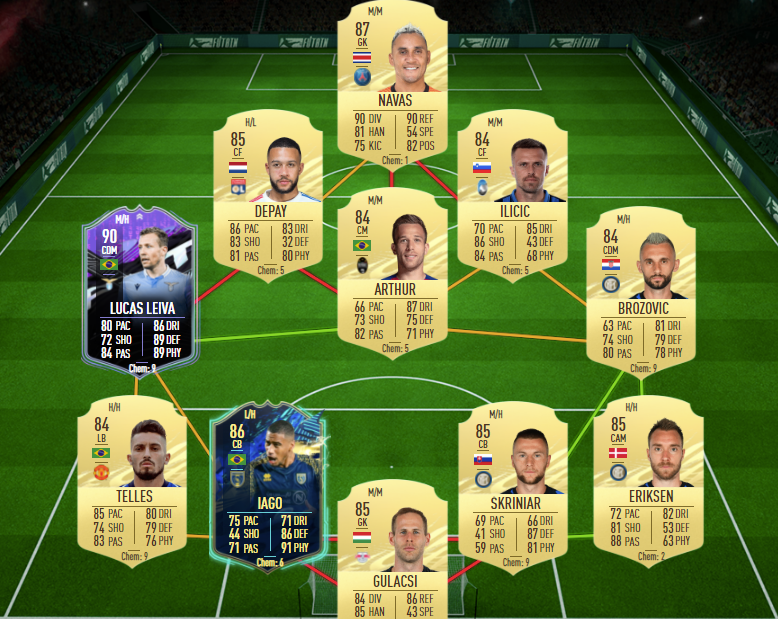 M/M
87
GK
NAVAS
90 DIV 90 REF
81 HAN 54 SPE
75 KIC 82 POS
Chem: 1
H/L
85
CF
DEPAY
86 PAC 83 DRI
83 SHO 32 DEF
81 PAS 80 PHY
Chem: 5
M/M
84
CF
ILICIC
70 PAC 85 DRI
86 SHO 43 DEF
84 PAS 68 PHY
Chem: 5
M/M
84
CM
ARTHUR
66 PAC 87 DRI
73 SHO 75 DEF
82 PAS 71 PHY
Chem: 5
M/H
90
CDM
LUCAS LEIVA
80 PAC 86 DRI
72 SHO 89 DEF
84 PAS 89 PHY
Chem: 9
M/H
84
CDM
BROZOVIC
63 PAC 81 DRI
74 SHO 79 DEF
80 PAS 78 PHY
Chem: 9
H/H
84
LB
TELLES
85 PAC 80 DRI
74 SHO 79 DEF
83 PAS 76 PHY
Chem: 9
L/H
86
CB
IAGO
75 PAC 71 DRI
44 SHO 86 DEF
71 PAS 91 PHY
Chem: 6
M/M
85
GK
GULACSI
84 DIV 86 REF
85 HAN 43 SPE
M/H
85
CB
SKRINIAR
69 PAC 66 DRI
41 SHO 87 DEF
59 PAS 81 PHY
Chem: 9
H/H
85
CAM
ERIKSEN
72 PAC 82 DRI
81 SHO 53 DEF
88 PAS 63 PHY
Chem: 2